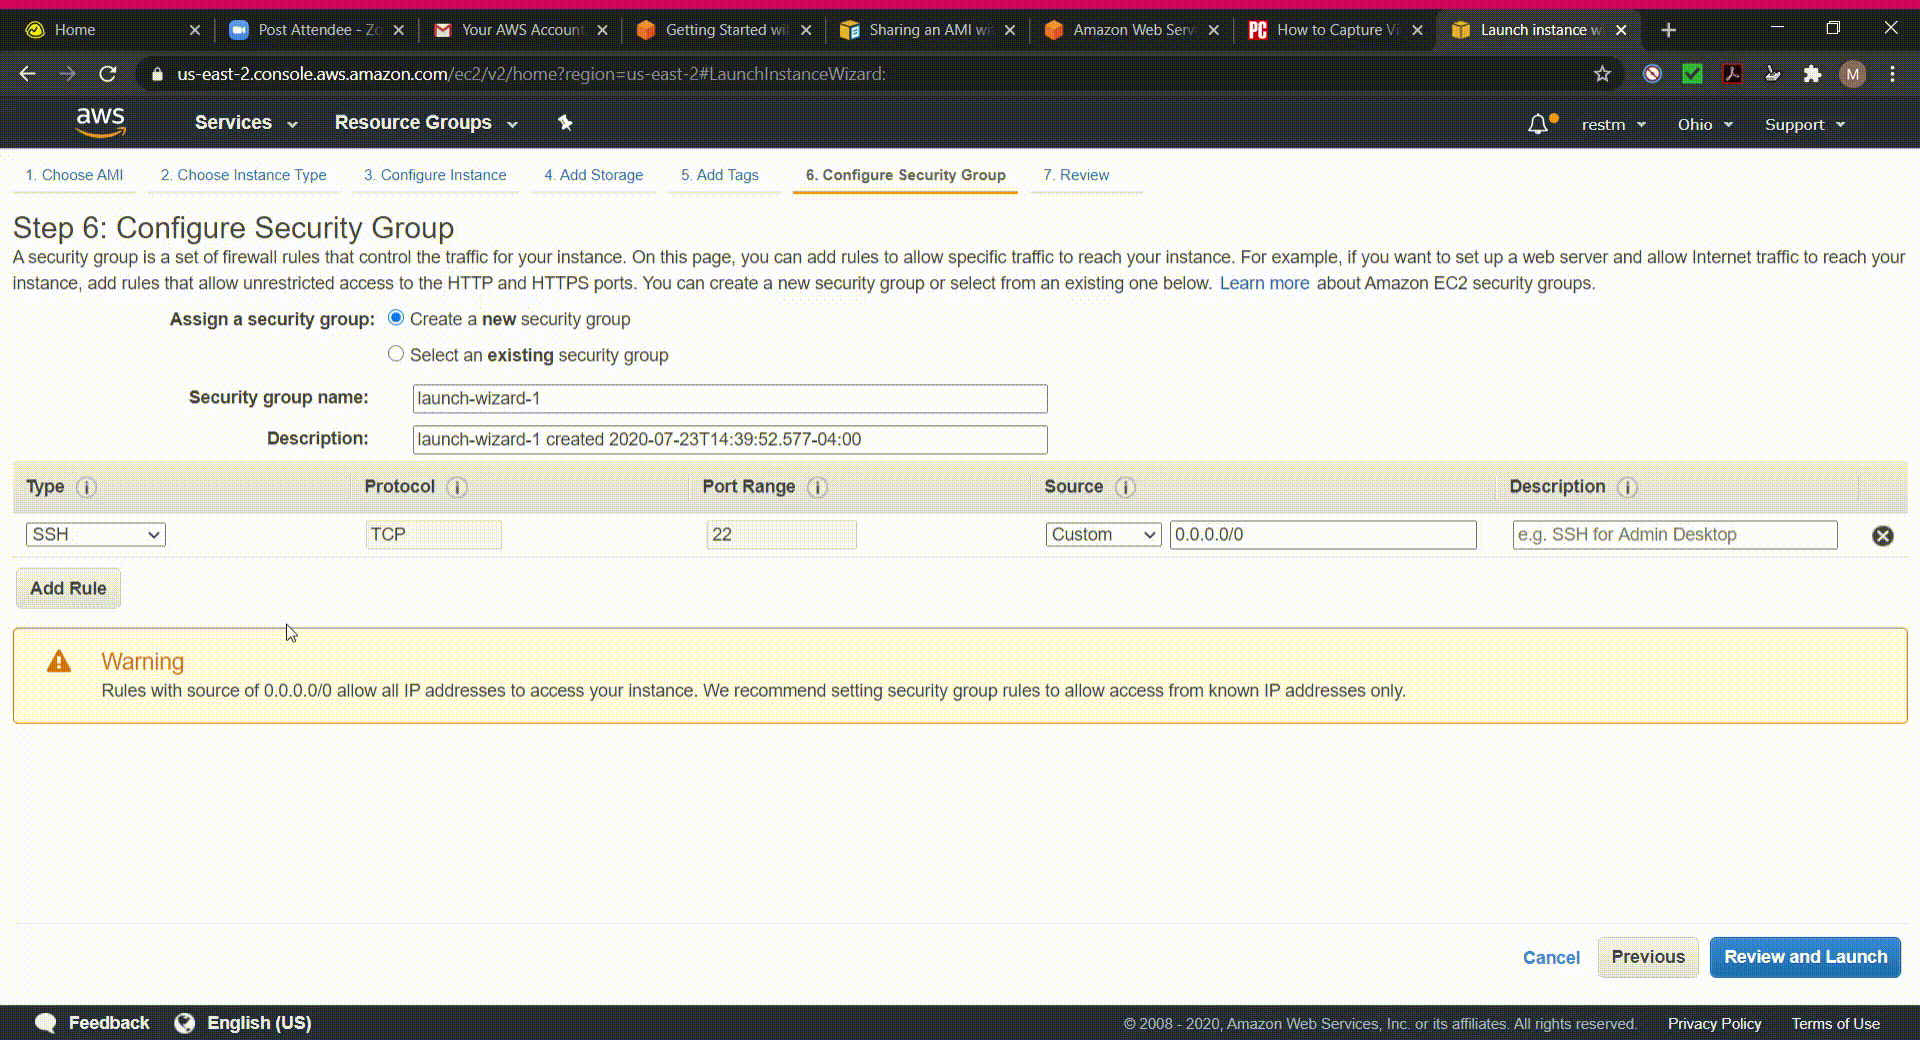 Home
Post Attendee - Zo
Your AWS Account
Getting Started wi
Sharing an AMI wi
Amazon Web Serv
PC How to Capture Vi
Launch instance w
us-east-2.console.aws.amazon.com/ec2/v2/home?region=us-east-2#LaunchInstanceWizard:
M
aws
Services
Resource Groups
restm
Ohio
Support
1. Choose AMI
2. Choose Instance Type
3. Configure Instance
4. Add Storage
5. Add Tags
6. Configure Security Group
7. Review
Step 6: Configure Security Group
A security group is a set of firewall rules that control the traffic for your instance. On this page, you can add rules to allow specific traffic to reach your instance. For example, if you want to set up a web server and allow Internet traffic to reach your
instance, add rules that allow unrestricted access to the HTTP and HTTPS ports. You can create a new security group or select from an existing one below. Learn more about Amazon EC2 security groups.
Assign a security group: Create a new security group
Select an existing security group
Security group name: launch-wizard-1
Description: launch-wizard-1 created 2020-07-23T14:39:52.577-04:00
Type i Protocol i Port Range i Source i Description i
SSH TCP 22 Custom 0.0.0.0/0 e.g. SSH for Admin Desktop
Add Rule
Warning
Rules with source of 0.0.0.0/0 allow all IP addresses to access your instance. We recommend setting security group rules to allow access from known IP addresses only.
Cancel Previous Review and Launch
Feedback English (US) © 2008 - 2020, Amazon Web Services, Inc. or its affiliates. All rights reserved. Privacy Policy Terms of Use